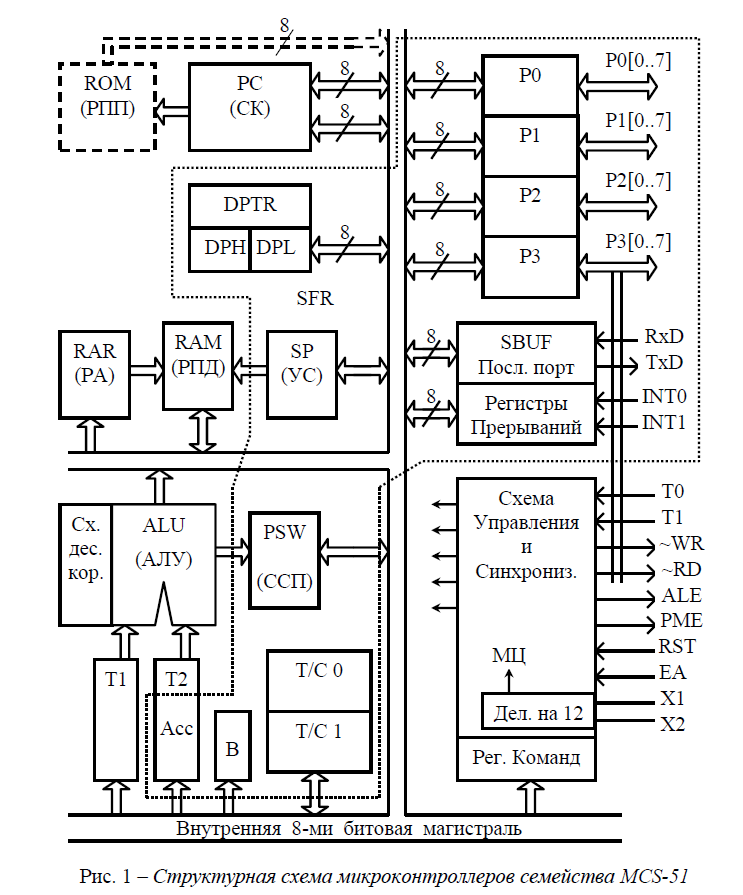 8
ROM
(РПП)
PC
(СК)
8
8
8
P0
P0[0..7]
8
P1
P1[0..7]
8
P2
P2[0..7]
8
P3
P3[0..7]
DPTR
DPH
DPL
8
SFR
RAR
(РА)
RAM
(РПД)
SP
(УС)
8
SBUF
Посл. порт
RxD
TxD
8
Регистры
Прерываний
INT0
INT1
Сх.
дес.
кор.
ALU
(АЛУ)
PSW
(ССП)
Схема
Управления
и
Синхрониз.
T0
T1
~WR
~RD
ALE
PME
RST
EA
X1
X2
МЦ
Дел. на 12
Рег. Команд
T1
T2
Acc
B
T/C 0
T/C 1
Внутренняя 8-ми битовая магистраль
Рис. 1 – Структурная схема микроконтроллеров семейства MCS-51